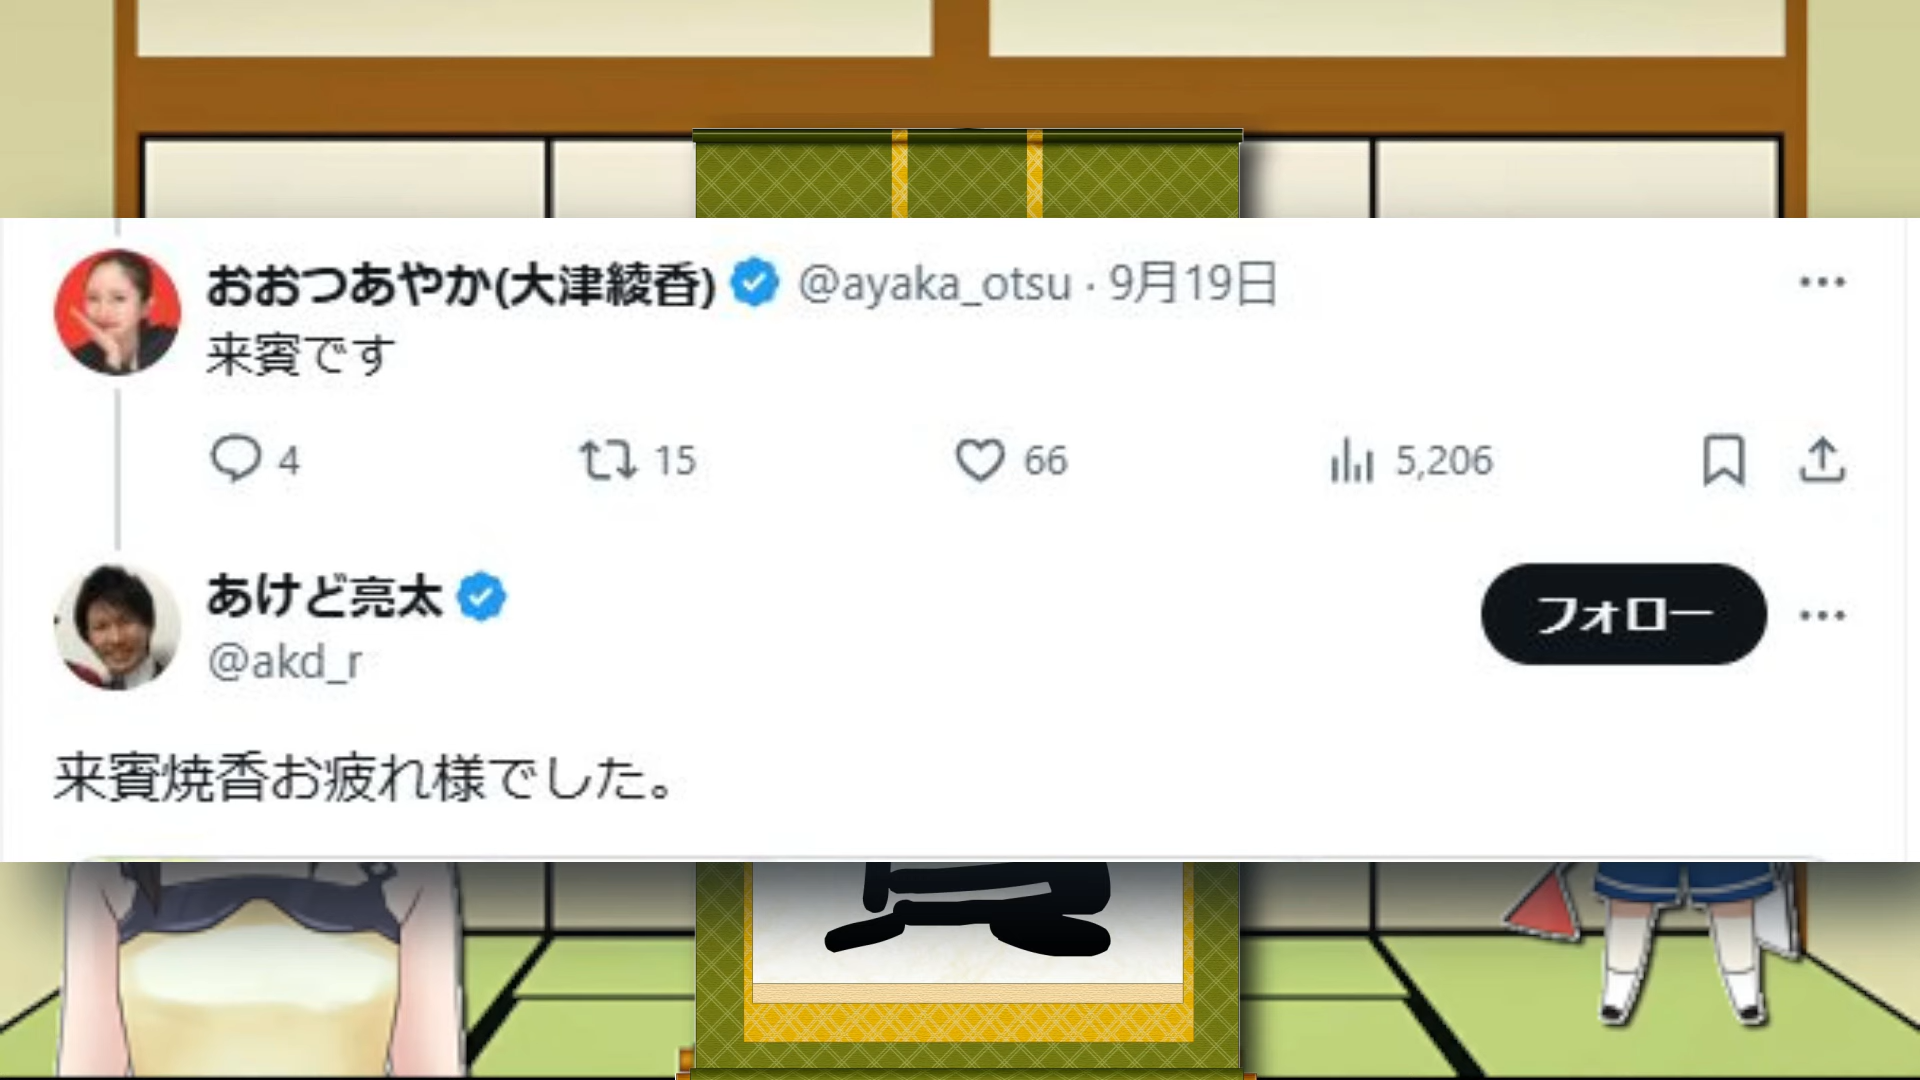 おおつあやか(大津綾香) @ayaka_otsu · 9月19日
来賓です
4 15 66 5,206
あけど亮太
フォロー
@akd_r
来賓焼香お疲れ様でした。